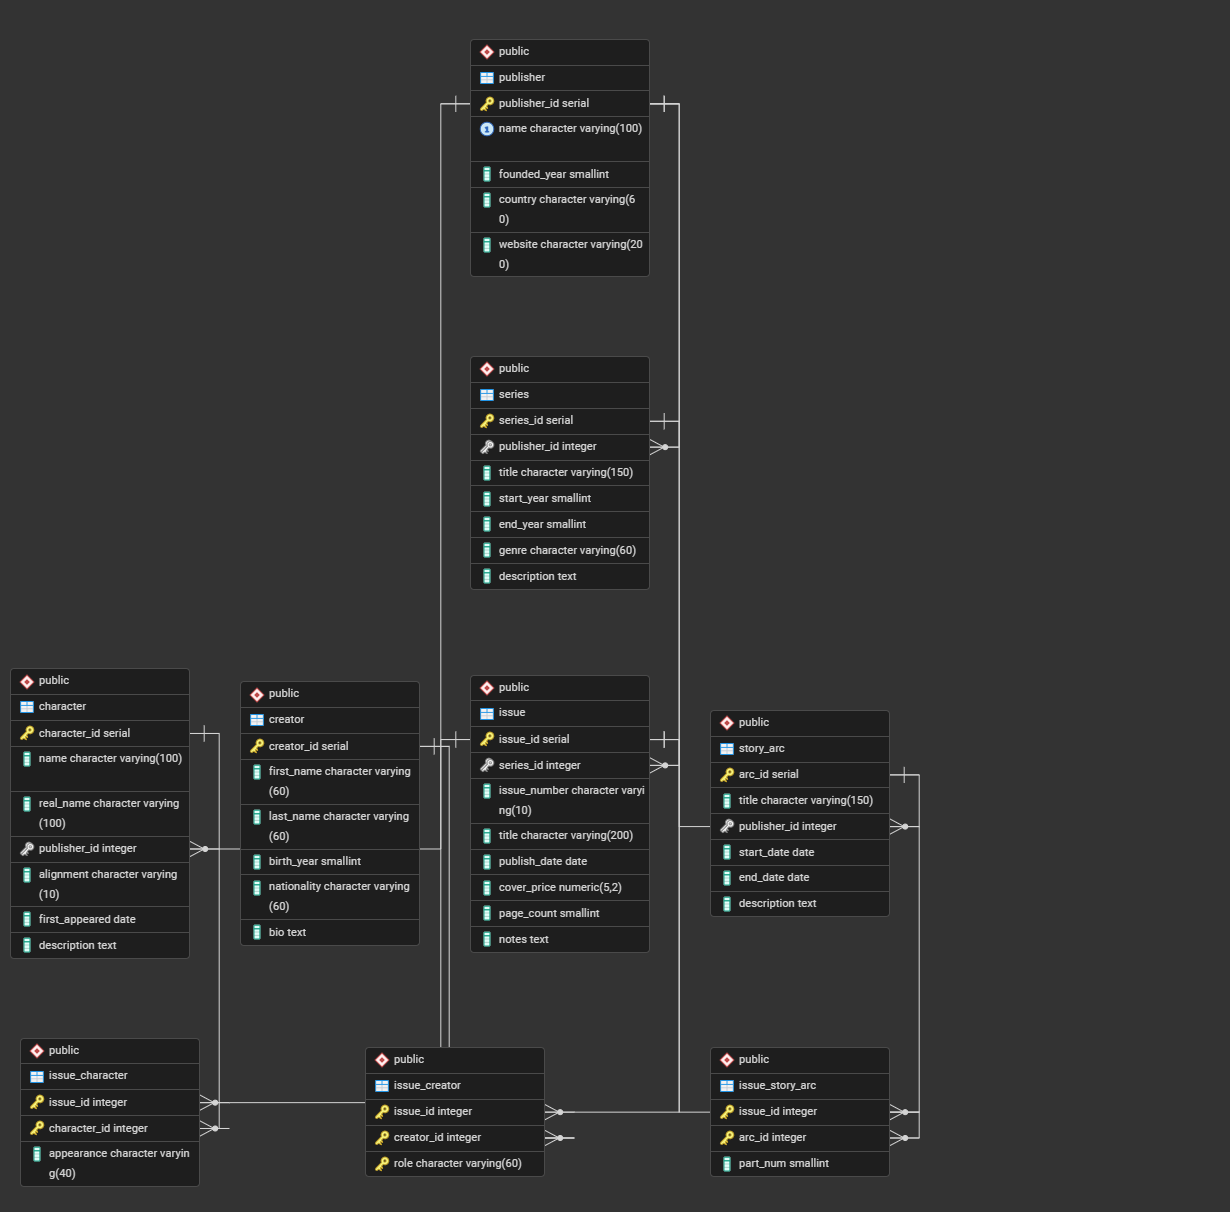 public
publisher
publisher_id serial
name character varying(100)
founded_year smallint
country character varying(6
0)
website character varying(20
0)
public
series
series_id serial
publisher_id integer
title character varying(150)
start_year smallint
end_year smallint
genre character varying(60)
description text
public
character
character_id serial
name character varying(100)
real_name character varying
(100)
publisher_id integer
alignment character varying
(10)
first_appeared date
description text
public
creator
creator_id serial
first_name character varying
(60)
last_name character varying
(60)
birth_year smallint
nationality character varying
(60)
bio text
public
issue
issue_id serial
series_id integer
issue_number character varyi
ng(10)
title character varying(200)
publish_date date
cover_price numeric(5,2)
page_count smallint
notes text
public
story_arc
arc_id serial
title character varying(150)
publisher_id integer
start_date date
end_date date
description text
public
issue_character
issue_id integer
character_id integer
appearance character varyin
g(40)
public
issue_creator
issue_id integer
creator_id integer
role character varying(60)
public
issue_story_arc
issue_id integer
arc_id integer
part_num smallint